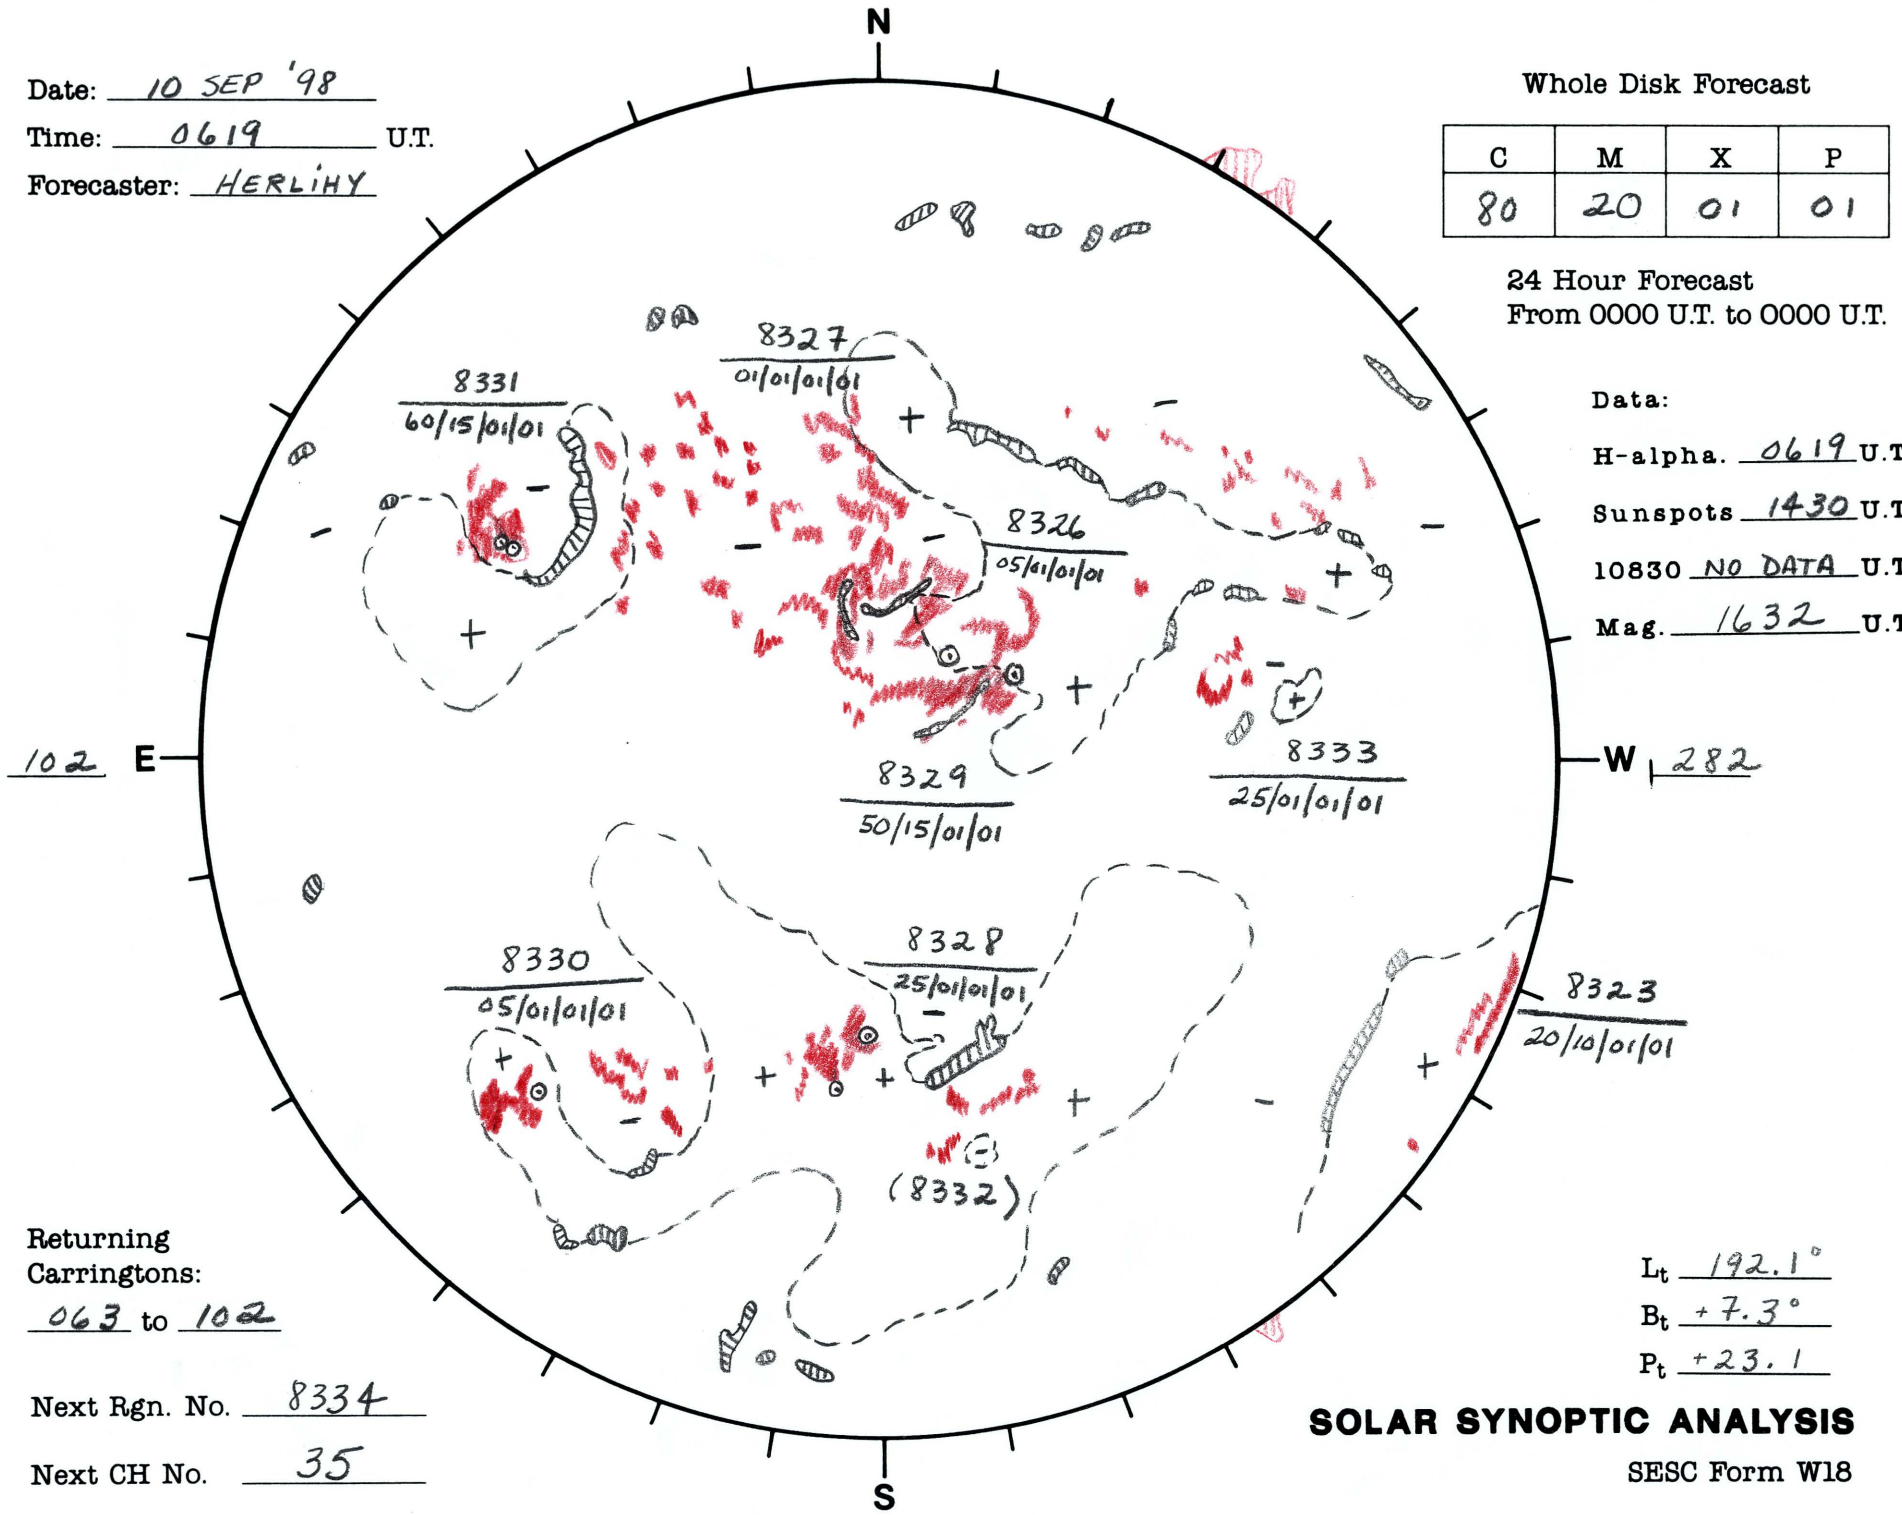 N
Date: 10 SEP '98
Time: 0619 U.T.
Forecaster: HERLIHY
Whole Disk Forecast
C M X P
80 20 01 01
24 Hour Forecast
From 0000 U.T. to 0000 U.T.
Data:
H-alpha. 0619 U.T
Sunspots 1430 U.T
10830 NO DATA U.T
Mag. 1632 U.T
8327
01/01/01/01
8331
60/15/01/01
8326
05/01/01/01
102 E
W 282
8333
25/01/01/01
8329
50/15/01/01
8328
25/01/01/01
8330
05/01/01/01
8323
20/10/01/01
(8332)
Returning
Carringtons:
063 to 102
Next Rgn. No. 8334
Next CH No. 35
Lt 192.1°
Bt +7.3°
Pt +23.1
SOLAR SYNOPTIC ANALYSIS
SESC Form W18
S